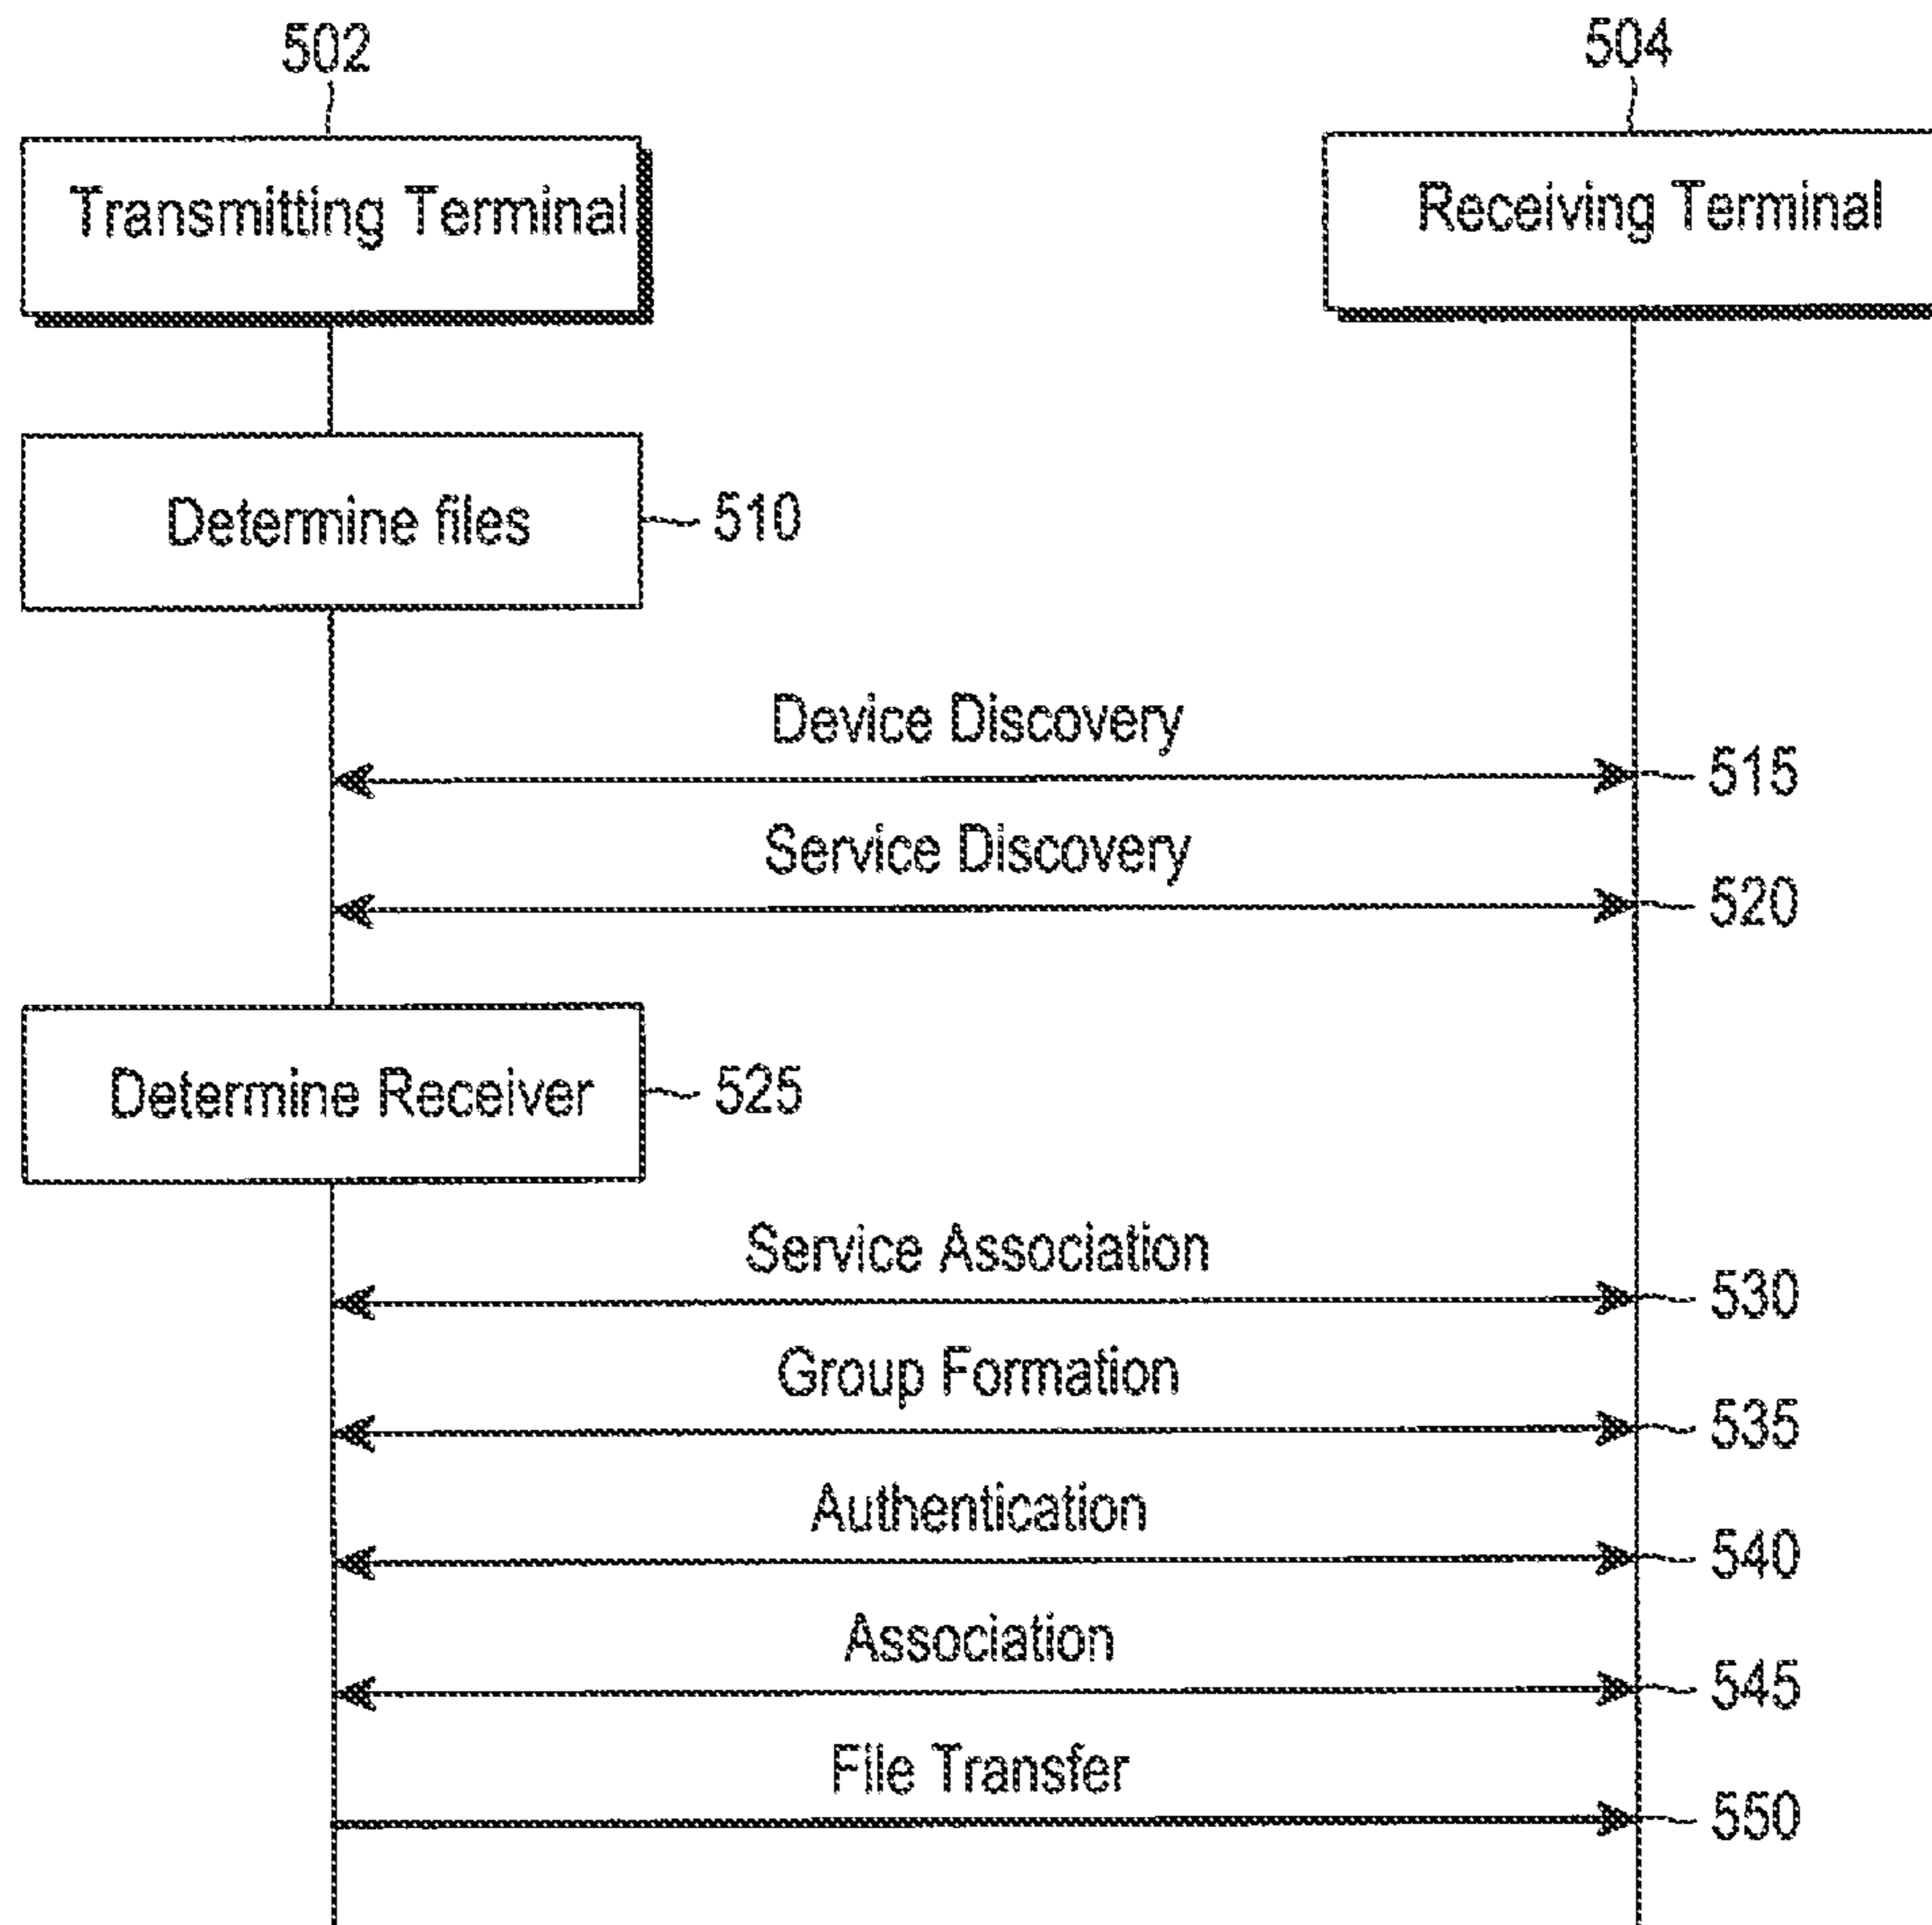 502
504
Transmitting Terminal
Receiving Terminal
Determine files
510
Device Discovery
515
Service Discovery
520
Determine Receiver
525
Service Association
530
Group Formation
535
Authentication
540
Association
545
File Transfer
550